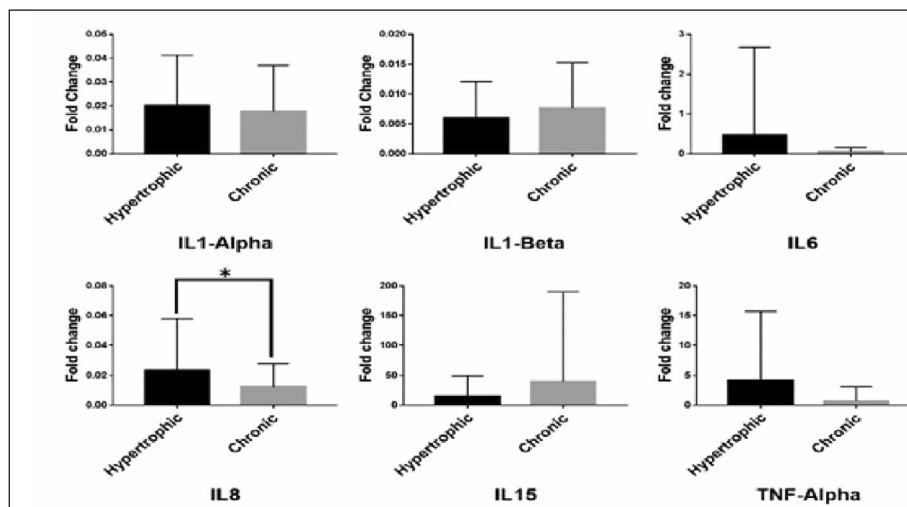 Fold Change
0.05
0.04
0.03
0.02
0.01
0.00
Hypertrophic
Chronic
IL1-Alpha
Fold Change
0.020
0.015
0.010
0.005
0.000
Hypertrophic
Chronic
IL1-Beta
Fold Change
3
2
1
0
Hypertrophic
Chronic
IL6
Fold change
0.08
0.06
0.04
0.02
0.00
*
Hypertrophic
Chronic
IL8
Fold change
200
150
100
50
0
Hypertrophic
Chronic
IL15
Fold change
20
15
10
5
0
Hypertrophic
Chronic
TNF-Alpha